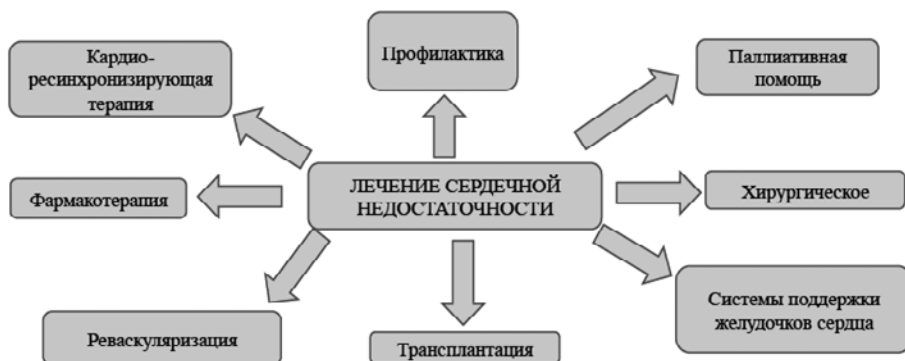 Кардио-
ресинхронизирующая
терапия
Профилактика
Паллиативная
помощь
Фармакотерапия
ЛЕЧЕНИЕ СЕРДЕЧНОЙ
НЕДОСТАТОЧНОСТИ
Хирургическое
Реваскуляризация
Трансплантация
Системы поддержки
желудочков сердца